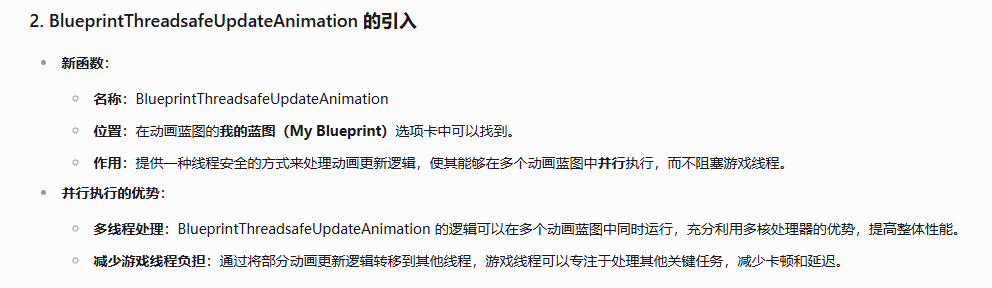 2. BlueprintThreadsafeUpdateAnimation 的引入
新函数：
名称：BlueprintThreadsafeUpdateAnimation
位置：在动画蓝图的我的蓝图（My Blueprint）选项卡中可以找到。
作用：提供一种线程安全的方式来处理动画更新逻辑，使其能够在多个动画蓝图中并行执行，而不阻塞游戏线程。
并行执行的优势：
多线程处理：BlueprintThreadsafeUpdateAnimation 的逻辑可以在多个动画蓝图中同时运行，充分利用多核处理器的优势，提高整体性能。
减少游戏线程负担：通过将部分动画更新逻辑转移到其他线程，游戏线程可以专注于处理其他关键任务，减少卡顿和延迟。